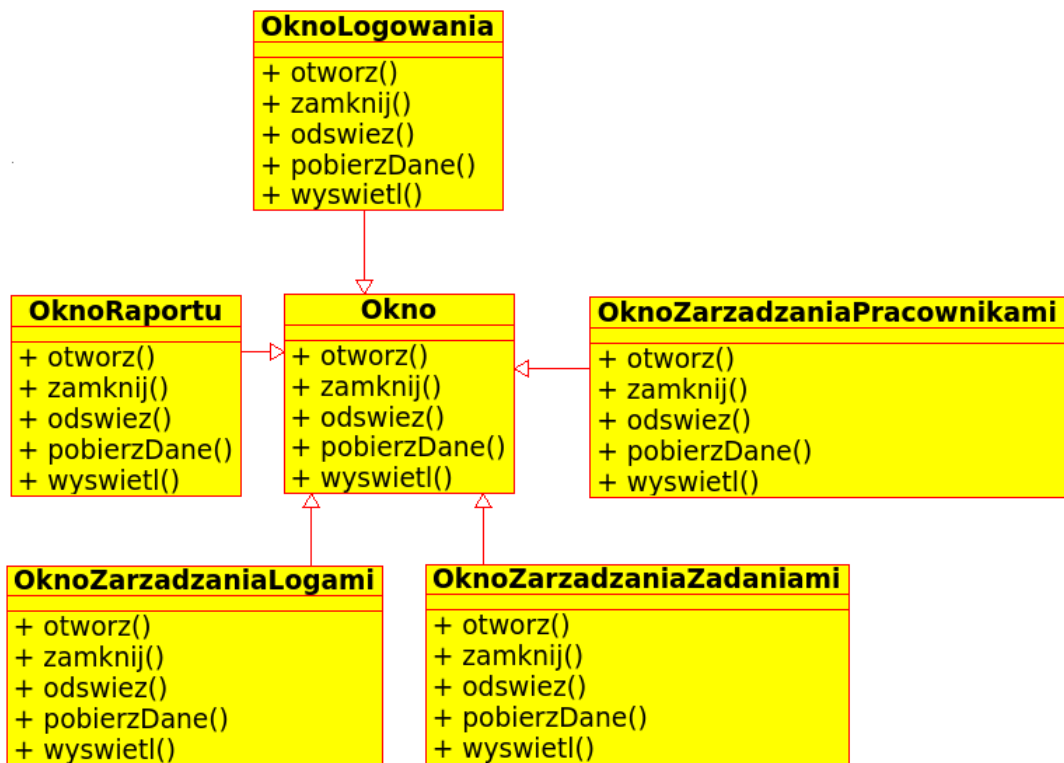 OknoLogowania
+ otworz()
+ zamknij()
+ odswiez()
+ pobierzDane()
+ wyswietl()
OknoRaportu
+ otworz()
+ zamknij()
+ odswiez()
+ pobierzDane()
+ wyswietl()
Okno
+ otworz()
+ zamknij()
+ odswiez()
+ pobierzDane()
+ wyswietl()
OknoZarzadzaniaPracownikami
+ otworz()
+ zamknij()
+ odswiez()
+ pobierzDane()
+ wyswietl()
OknoZarzadzaniaLogami
+ otworz()
+ zamknij()
+ odswiez()
+ pobierzDane()
+ wyswietl()
OknoZarzadzaniaZadaniami
+ otworz()
+ zamknij()
+ odswiez()
+ pobierzDane()
+ wyswietl()